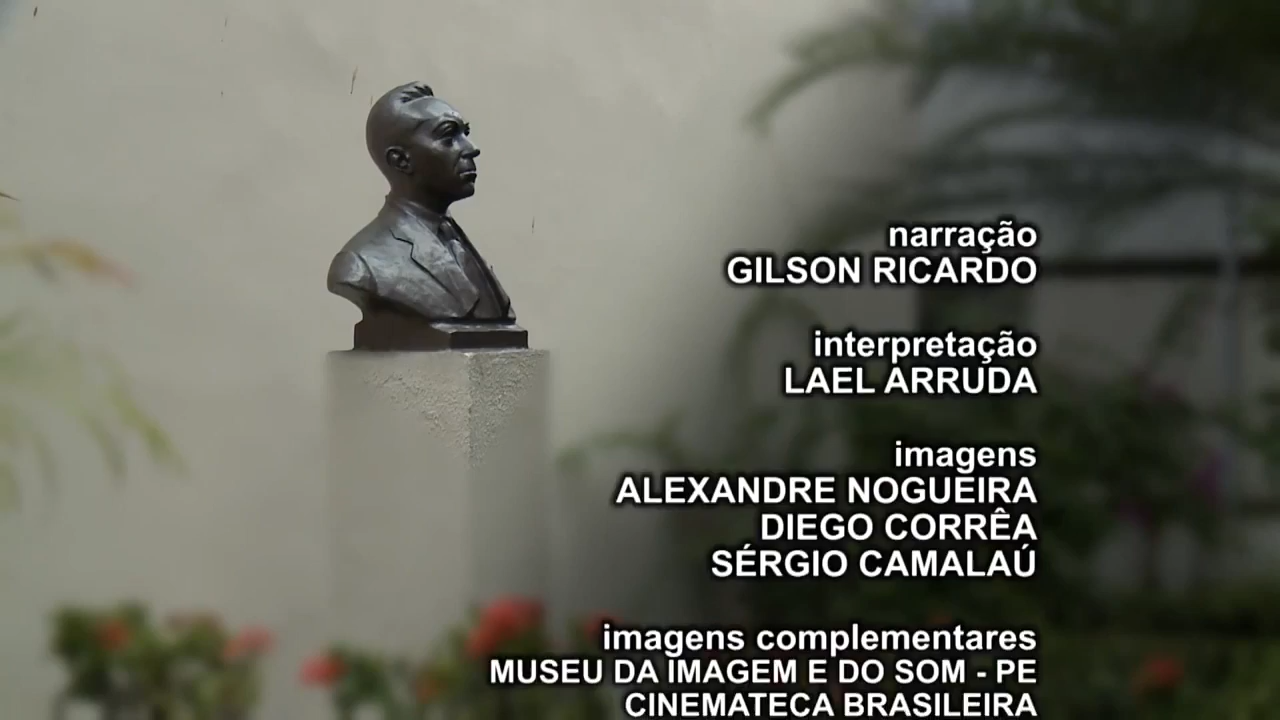 narração
GILSON RICARDO
interpretação
LAEL ARRUDA
imagens
ALEXANDRE NOGUEIRA
DIEGO CORRÊA
SÉRGIO CAMALAÚ
imagens complementares
MUSEU DA IMAGEM E DO SOM - PE
CINEMATECA BRASILEIRA